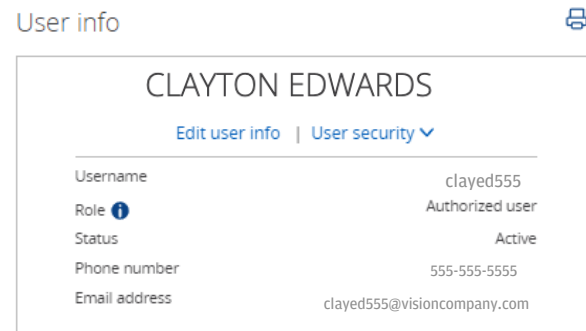 User info
CLAYTON EDWARDS
Edit user info | User security
Username clayed555
Role Authorized user
Status Active
Phone number 555-555-5555
Email address clayed555@visioncompany.com